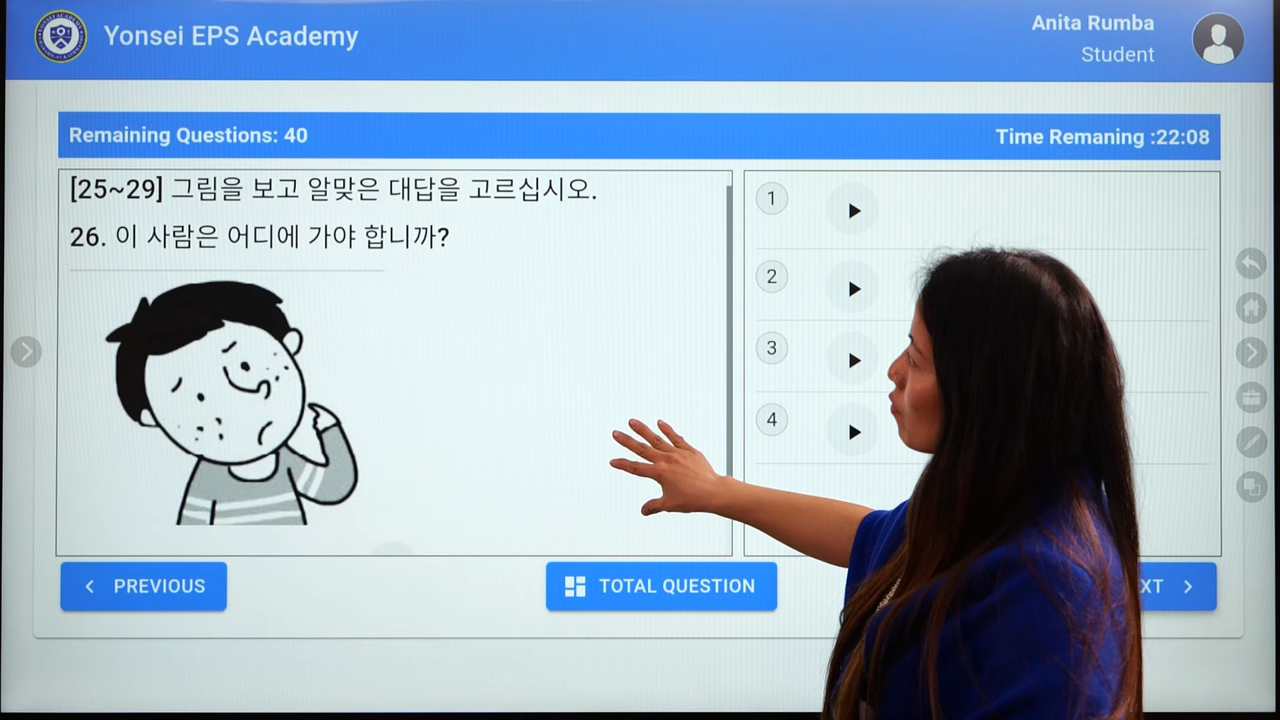 Yonsei EPS Academy
Anita Rumba
Student
Remaining Questions: 40
Time Remaning :22:08
[25~29] 그림을 보고 알맞은 대답을 고르십시오.
26. 이 사람은 어디에 가야 합니까?
1
2
3
4
PREVIOUS
TOTAL QUESTION
XT